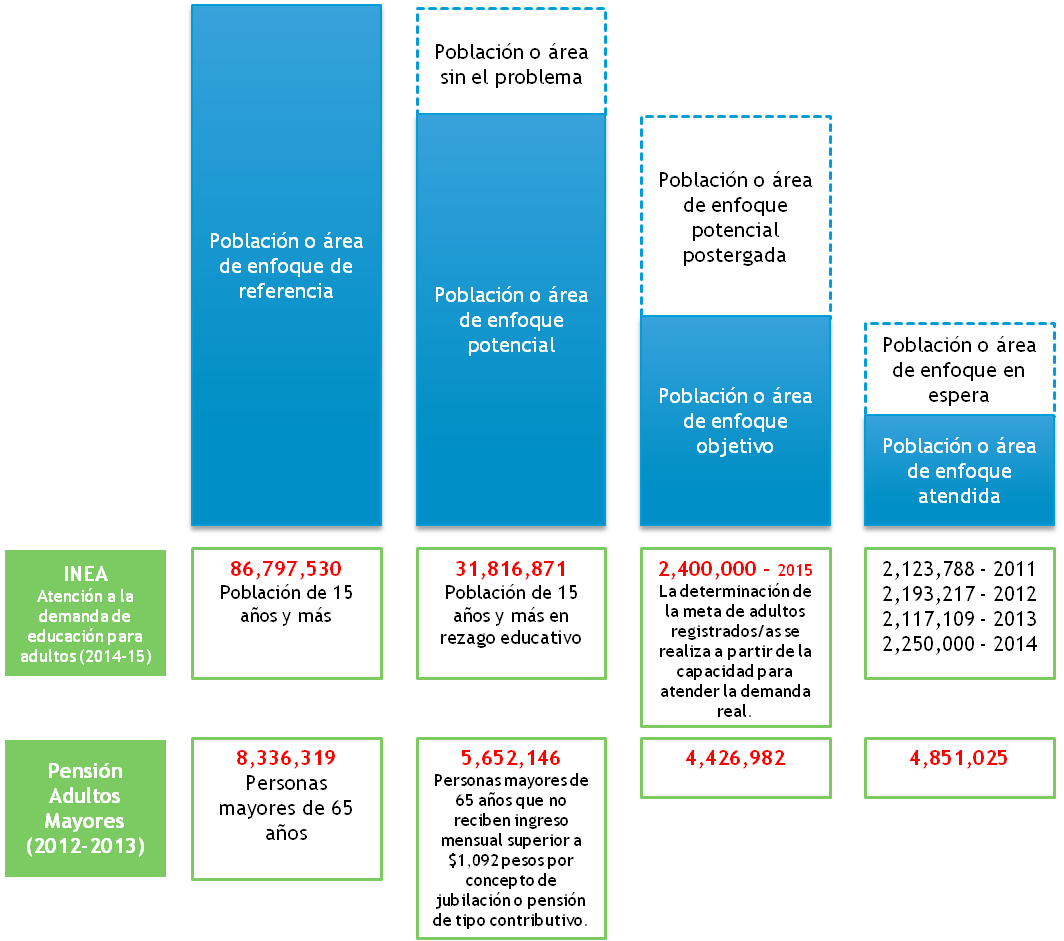 Población o área
de enfoque de
referencia
Población o área
sin el problema
Población o área
de enfoque
potencial
Población o área
de enfoque
potencial
postergada
Población o área
de enfoque
objetivo
Población o área
de enfoque en
espera
Población o área
de enfoque
atendida
INEA
Atención a la
demanda de
educación para
adultos (2014-15)
86,797,530
Población de 15
años y más
31,816,871
Población de 15
años y más en
rezago educativo
2,400,000 - 2015
La determinación de
la meta de adultos
registrados/as se
realiza a partir de la
capacidad para
atender la demanda
real.
2,123,788 - 2011
2,193,217 - 2012
2,117,109 - 2013
2,250,000 - 2014
Pensión
Adultos
Mayores
(2012-2013)
8,336,319
Personas
mayores de 65
años
5,652,146
Personas mayores de
65 años que no
reciben ingreso
mensual superior a
$1,092 pesos por
concepto de
jubilación o pensión
de tipo contributivo.
4,426,982
4,851,025